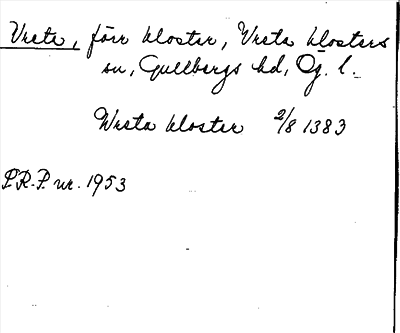 Vreta, förr kloster, Vreta klosters
sn, Gullbergs hd, Ög. l.
Wreta kloster 2/8 1383
P.R.P. nr. 1953